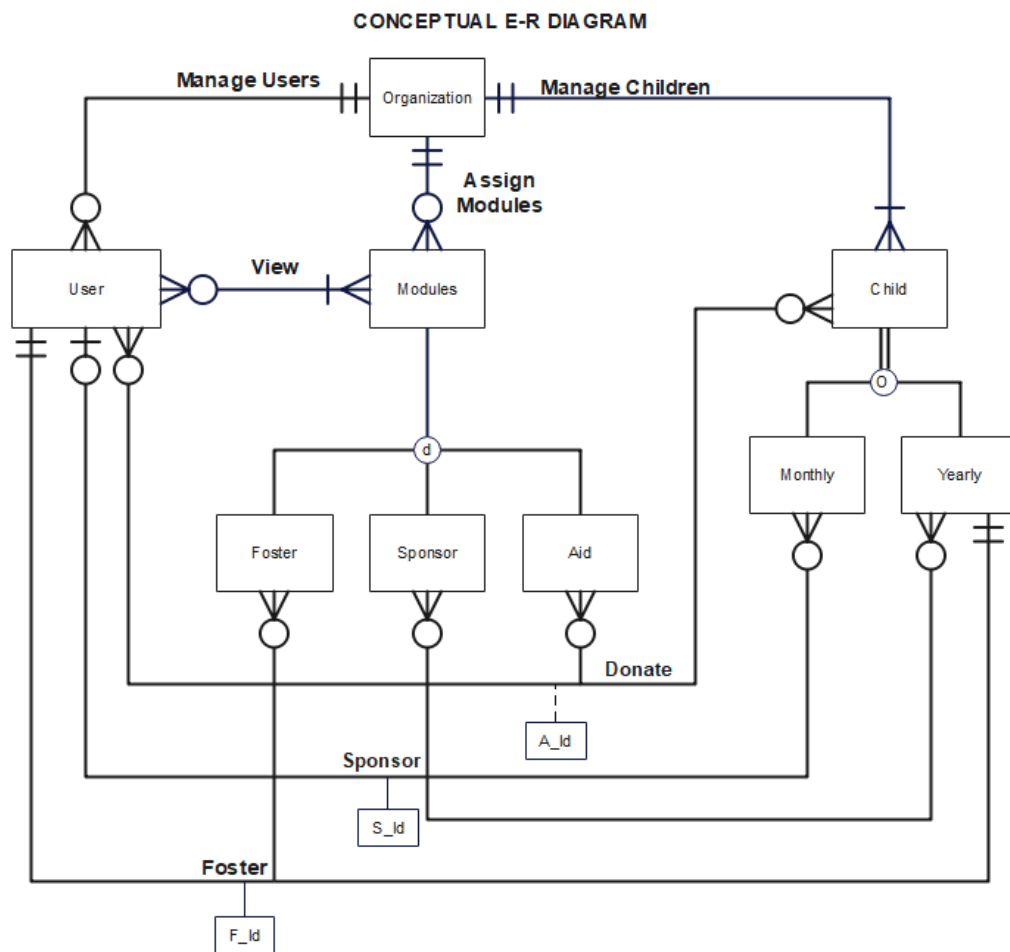 CONCEPTUAL E-R DIAGRAM
Manage Users
Organization
Manage Children
Assign
Modules
User
View
Modules
Child
d
O
Monthly
Yearly
Foster
Sponsor
Aid
Donate
A_Id
Sponsor
S_Id
Foster
F_Id